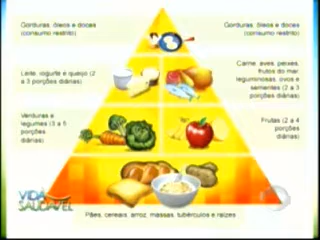 Gorduras, óleos e doces
(consumo restrito)
Gorduras, óleos e doces
(consumo restrito)
Leite, iogurte e queijo (2
a 3 porções diárias)
Carne, aves, peixes,
frutos do mar,
leguminosas, ovos e
sementes (2 a 3
porções diárias)
Verduras e
legumes (3 a 5
porções
diárias)
Frutas (2 a 4
porções
diárias)
VIDA
SAUDÁVEL
Pães, cereais, arroz, massas, tubérculos e raízes